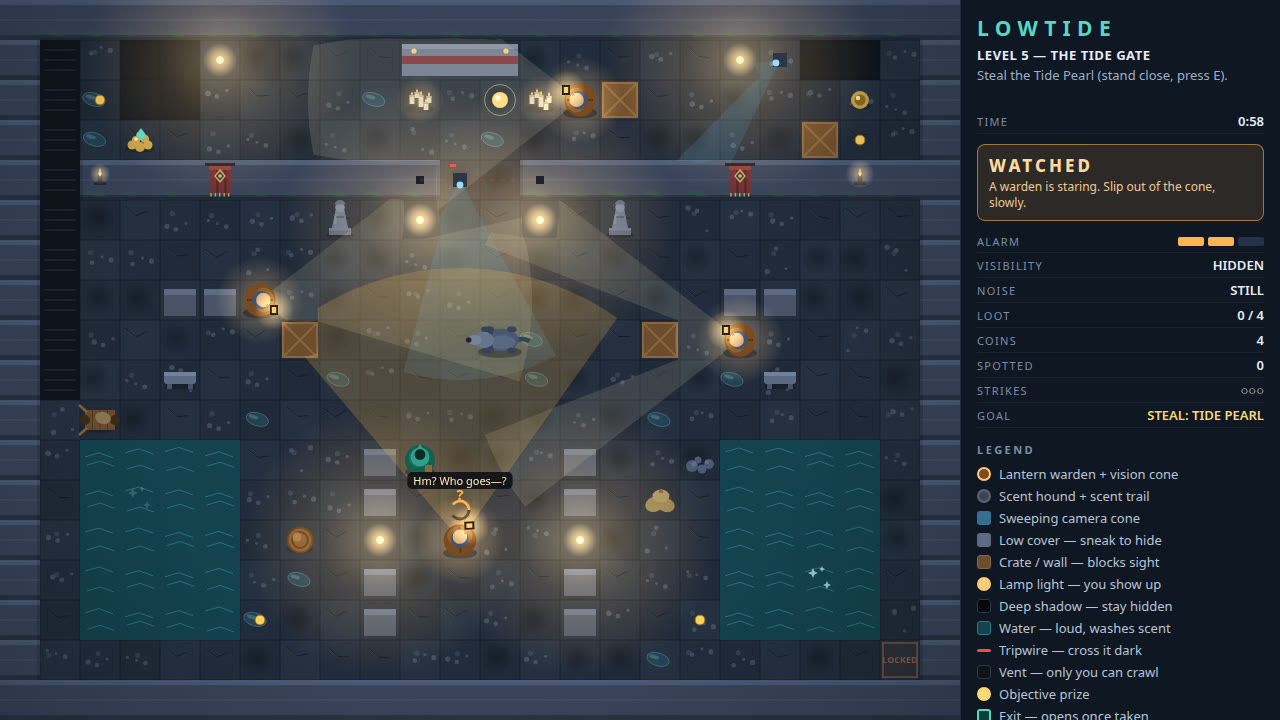 LOWTIDE
LEVEL 5 — THE TIDE GATE
Steal the Tide Pearl (stand close, press E).
TIME 0:58
WATCHED
A warden is staring. Slip out of the cone,
slowly.
ALARM
VISIBILITY HIDDEN
NOISE STILL
LOOT 0 / 4
COINS 4
SPOTTED 0
STRIKES ○○○
GOAL STEAL: TIDE PEARL
LEGEND
Lantern warden + vision cone
Scent hound + scent trail
Sweeping camera cone
Low cover — sneak to hide
Crate / wall — blocks sight
Lamp light — you show up
Deep shadow — stay hidden
Water — loud, washes scent
Tripwire — cross it dark
Vent — only you can crawl
Objective prize
Exit — opens once taken
Hm? Who goes—?
?
LOCKED